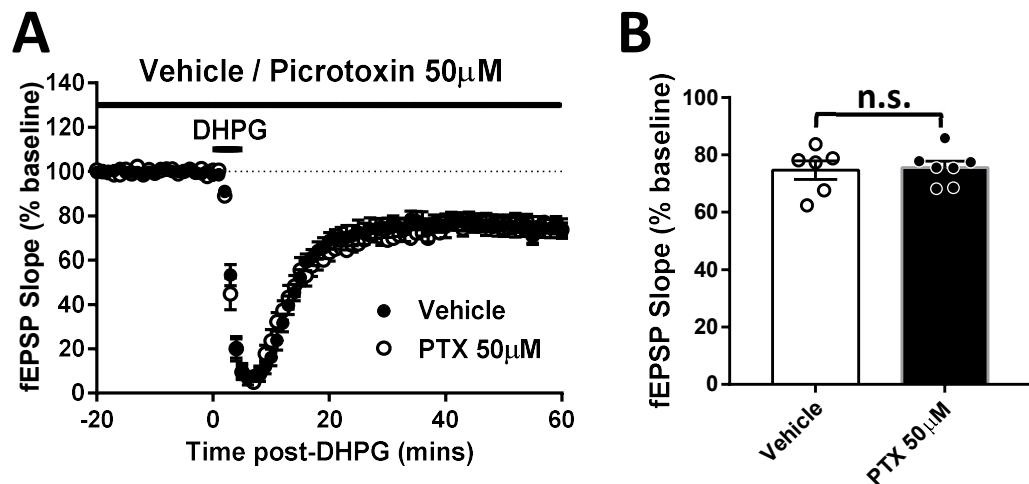 A
Vehicle / Picrotoxin 50μM
DHPG
fEPSP Slope (% baseline)
140
120
100
80
60
40
20
0
-20
0
20
40
60
Time post-DHPG (mins)
Vehicle
PTX 50μM
B
n.s.
fEPSP Slope (% baseline)
100
80
60
40
20
0
Vehicle
PTX 50μM